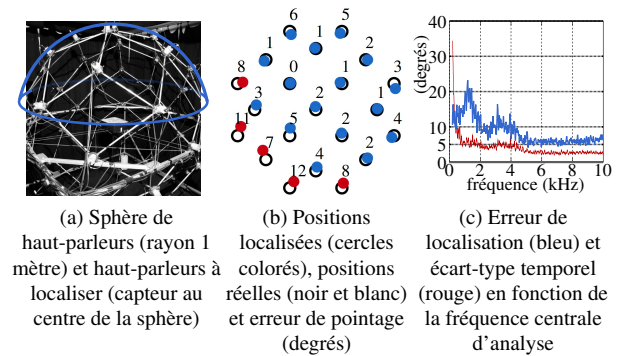 6 5
1 1 2
8 0 1 3
3 2 1
11 5 2 4
7 4 2
12 8
40
30
20
10
5
0
(degrés)
0 2 4 6 8 10
fréquence (kHz)
(a) Sphère de
haut-parleurs (rayon 1
mètre) et haut-parleurs à
localiser (capteur au
centre de la sphère)
(b) Positions
localisées (cercles
colorés), positions
réelles (noir et blanc)
et erreur de pointage
(degrés)
(c) Erreur de
localisation (bleu) et
écart-type temporel
(rouge) en fonction de
la fréquence centrale
d'analyse